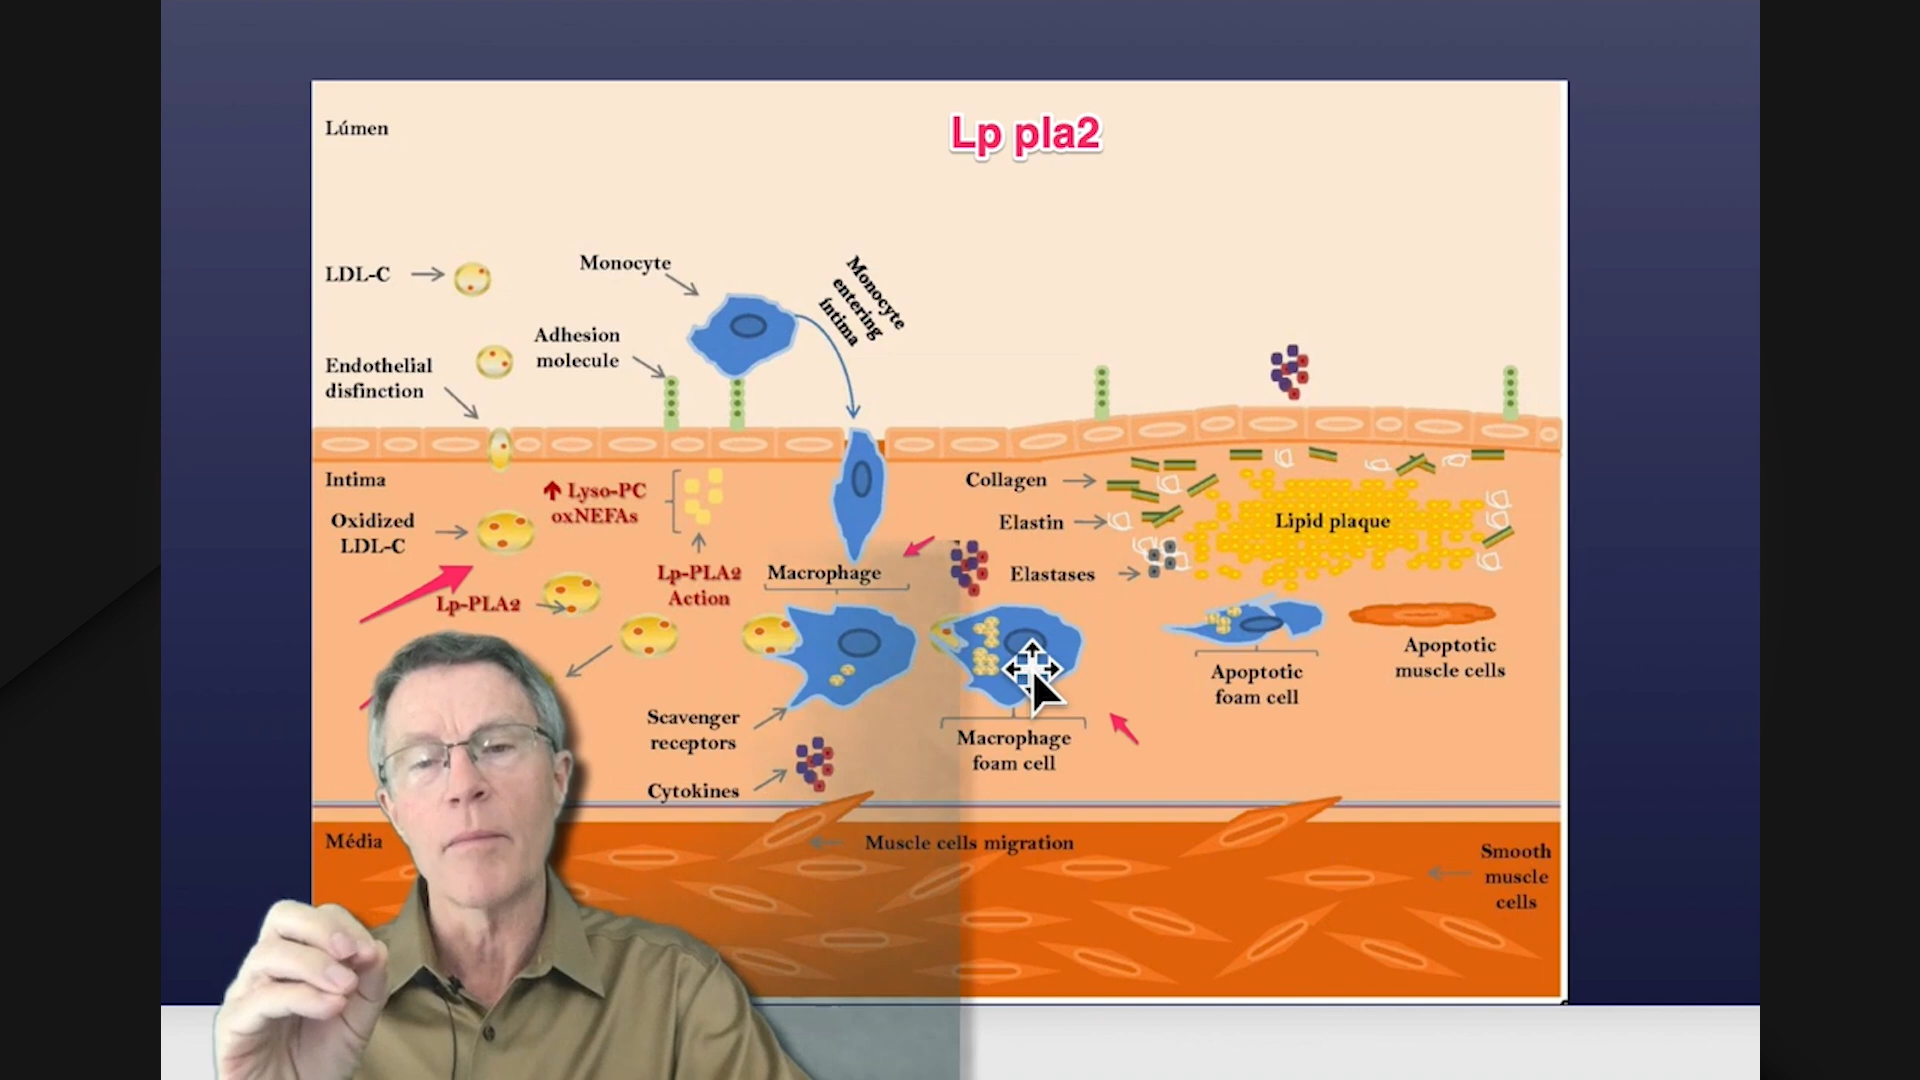 Lúmen
Lp pla2
LDL-C
Monocyte
Monocyte
entering
íntima
Adhesion
molecule
Endothelial
disfinction
Intima
Lyso-PC
oxNEFAs
Collagen
Oxidized
LDL-C
Elastin
Lipid plaque
Lp-PLA2
Action
Macrophage
Elastases
Lp-PLA2
Apoptotic
muscle cells
Apoptotic
foam cell
Scavenger
receptors
Macrophage
foam cell
Cytokines
Média
Muscle cells migration
Smooth
muscle
cells